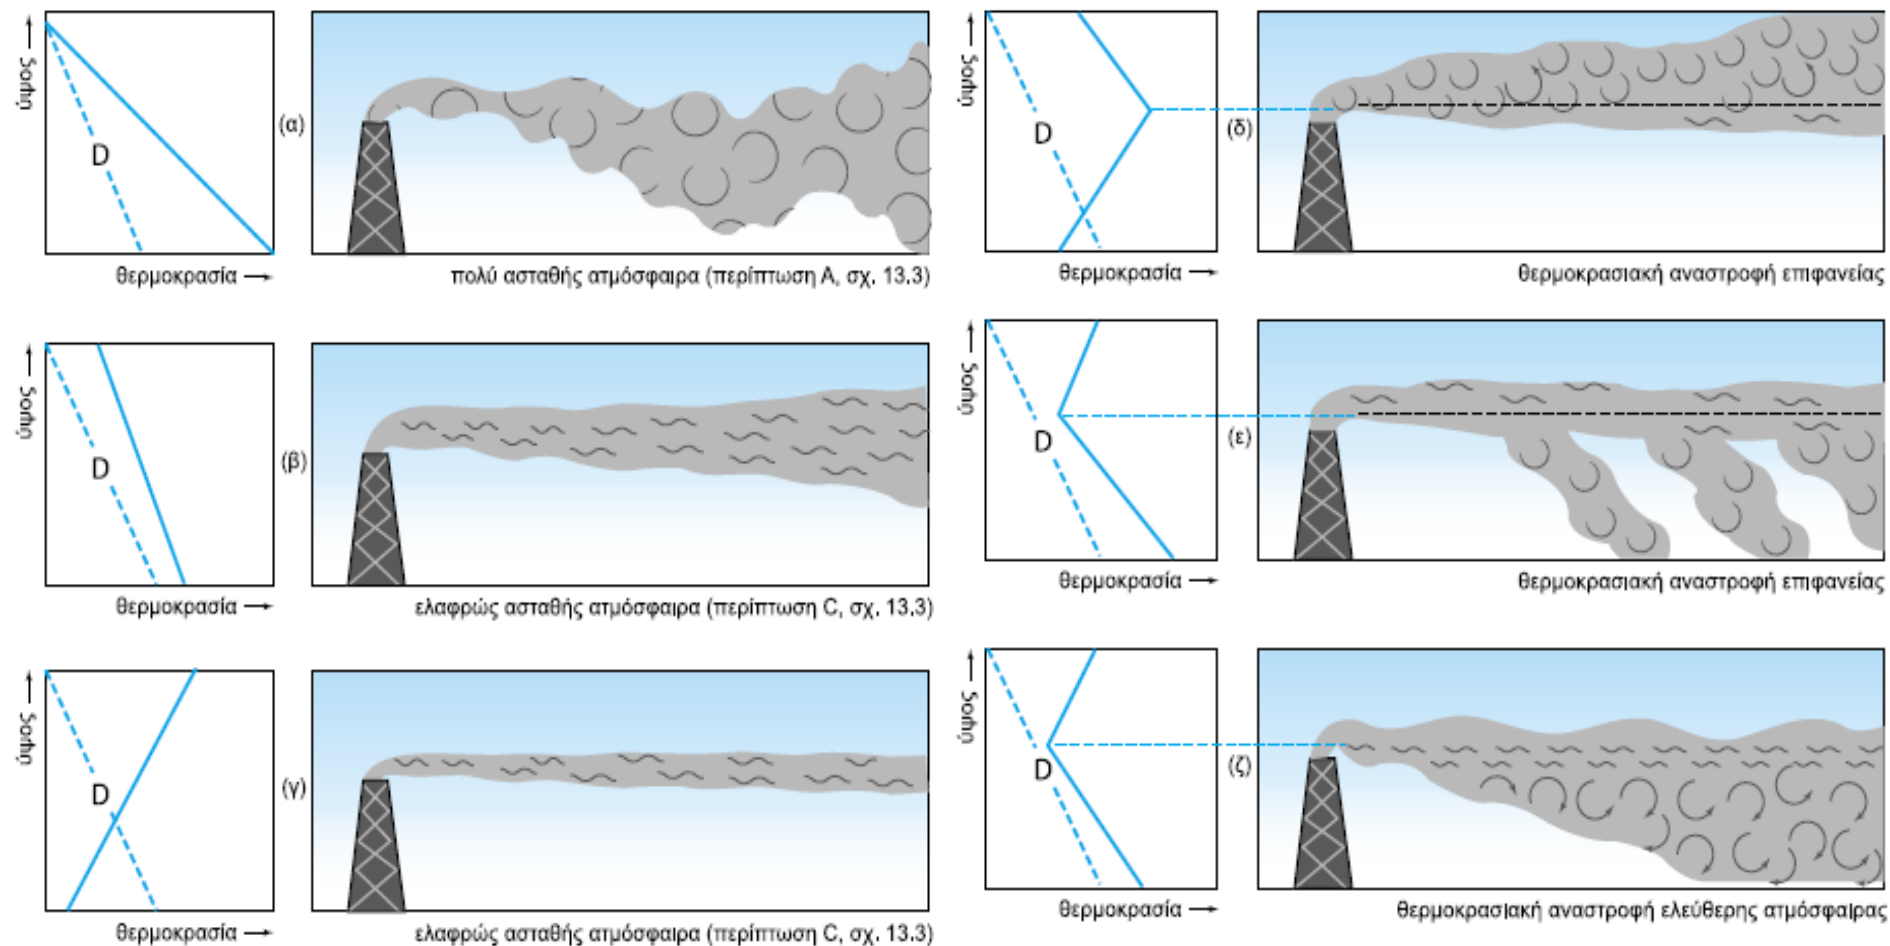 ύψος
D
θερμοκρασία
(α)
πολύ ασταθής ατμόσφαιρα (περίπτωση A, σχ. 13.3)
ύψος
D
θερμοκρασία
(β)
ελαφρώς ασταθής ατμόσφαιρα (περίπτωση C, σχ. 13.3)
ύψος
D
θερμοκρασία
(γ)
ελαφρώς ασταθής ατμόσφαιρα (περίπτωση C, σχ. 13.3)
ύψος
D
θερμοκρασία
(δ)
θερμοκρασιακή αναστροφή επιφανείας
ύψος
D
θερμοκρασία
(ε)
θερμοκρασιακή αναστροφή επιφανείας
ύψος
D
θερμοκρασία
(ζ)
θερμοκρασιακή αναστροφή ελεύθερης ατμόσφαιρας